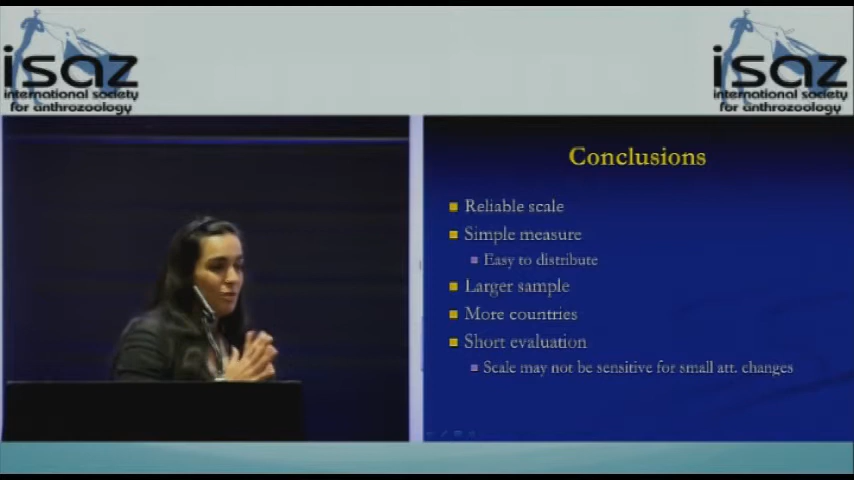 isaz
international society
for anthrozoology
isaz
international society
for anthrozoology
Conclusions
Reliable scale
Simple measure
Easy to distribute
Larger sample
More countries
Short evaluation
Scale may not be sensitive for small att. changes